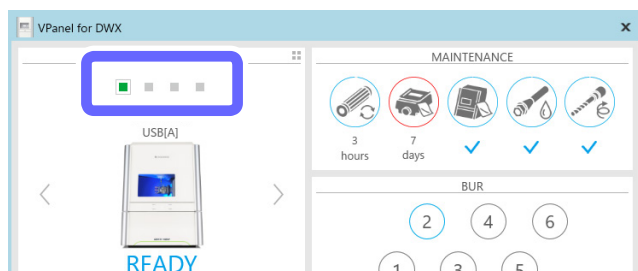 VPanel for DWX
x
MAINTENANCE
USB[A]
3
hours
7
days
BUR
2
4
6
READY
1
3
5